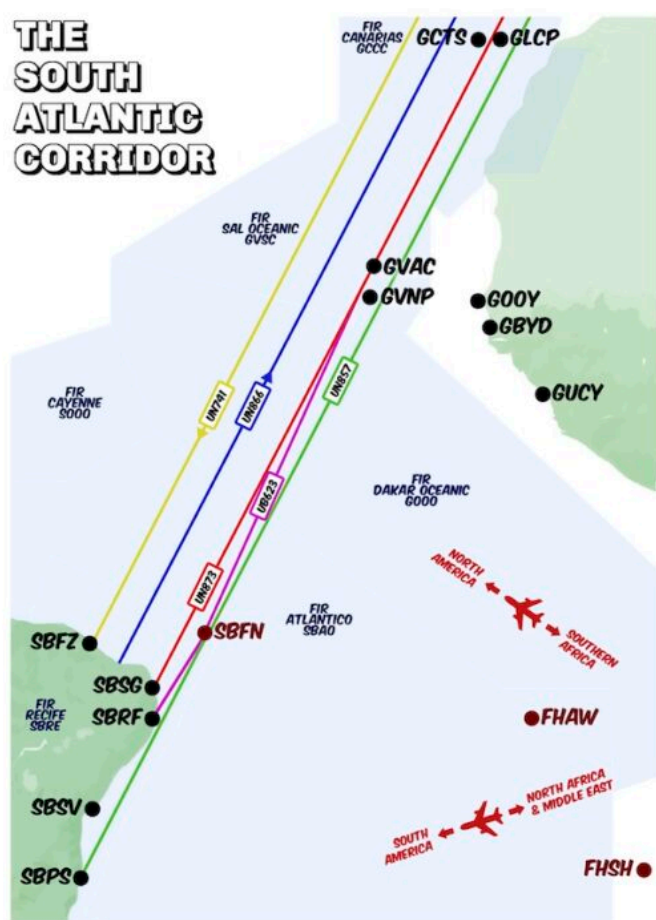 THE
SOUTH
ATLANTIC
CORRIDOR
FIR
CANARIAS
GCCC
GCTS
GLCP
FIR
SAL OCEANIC
GVSC
GVAC
GVNP
GOOY
GBYD
GUCY
FIR
CAYENNE
SOOO
UN741
UN866
UN857
UB623
UN873
FIR
DAKAR OCEANIC
GOOO
NORTH
AMERICA
SOUTHERN
AFRICA
FIR
ATLANTICO
SBAO
SBFZ
SBFN
SBSG
SBRF
FIR
RECIFE
SBRE
FHAW
SBSV
SBPS
SOUTH
AMERICA
NORTH AFRICA
& MIDDLE EAST
FHSH